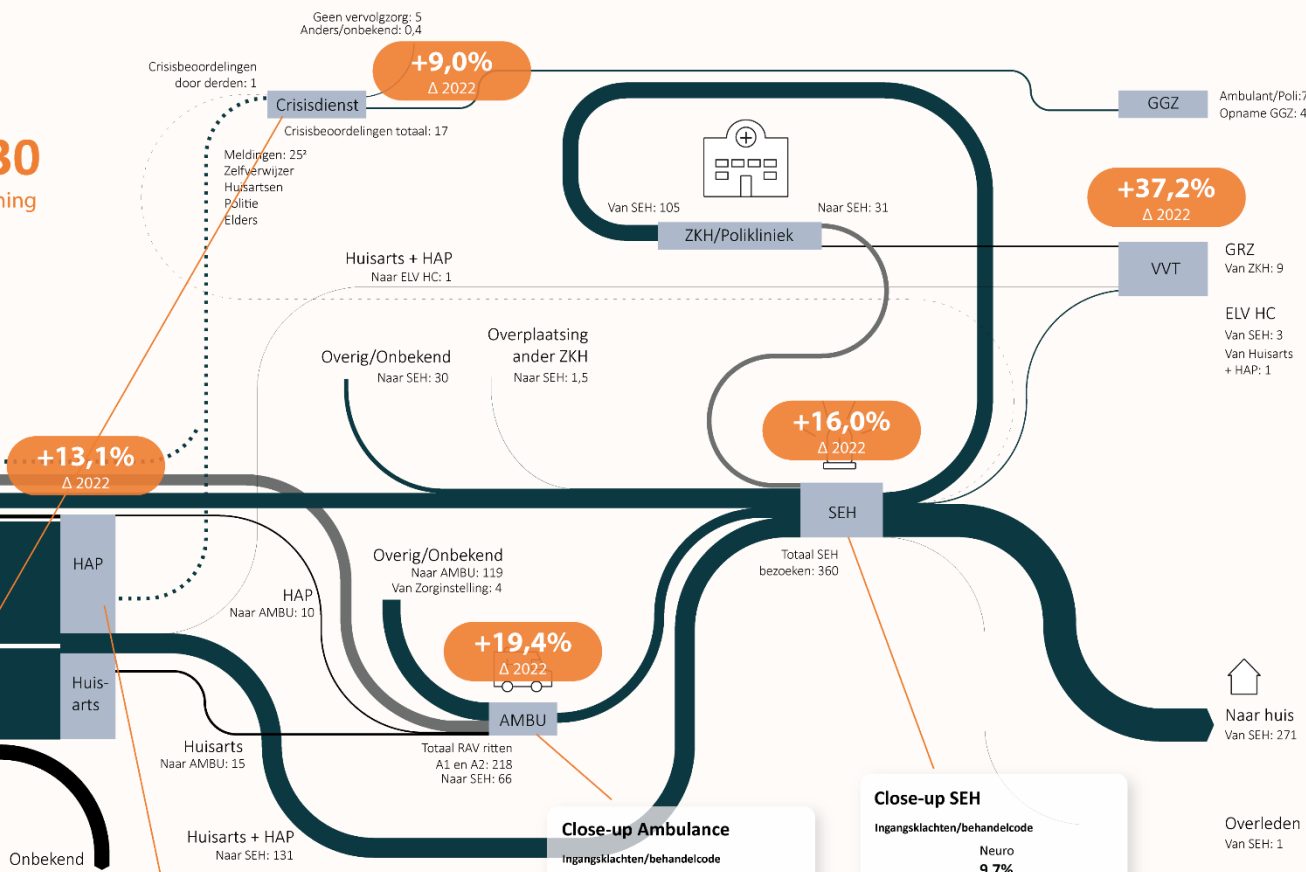 Geen vervolgzorg: 5
Anders/onbekend: 0,4
+9,0%
Δ 2022
Crisisbeoordelingen
door derden: 1
Crisisdienst
Crisisbeoordelingen totaal: 17
GGZ
Ambulant/Poli:7
Opname GGZ: 4
30
ning
Meldingen: 25²
Zelfverwijzer
Huisartsen
Politie
Elders
+37,2%
Δ 2022
Van SEH: 105
Naar SEH: 31
ZKH/Polikliniek
VVT
GRZ
Van ZKH: 9
Huisarts + HAP
Naar ELV HC: 1
ELV HC
Van SEH: 3
Van Huisarts
+ HAP: 1
Overplaatsing
ander ZKH
Naar SEH: 1,5
Overig/Onbekend
Naar SEH: 30
+16,0%
Δ 2022
+13,1%
Δ 2022
SEH
Totaal SEH
bezoeken: 360
HAP
Overig/Onbekend
Naar AMBU: 119
Van Zorginstelling: 4
HAP
Naar AMBU: 10
+19,4%
Δ 2022
Huis-
arts
AMBU
Totaal RAV ritten
A1 en A2: 218
Naar SEH: 66
Huisarts
Naar AMBU: 15
Naar huis
Van SEH: 271
Close-up SEH
Ingangsklachten/behandelcode
Neuro
9,7%
Close-up Ambulance
Ingangsklachten/behandelcode
Huisarts + HAP
Naar SEH: 131
Overleden
Van SEH: 1
Onbekend